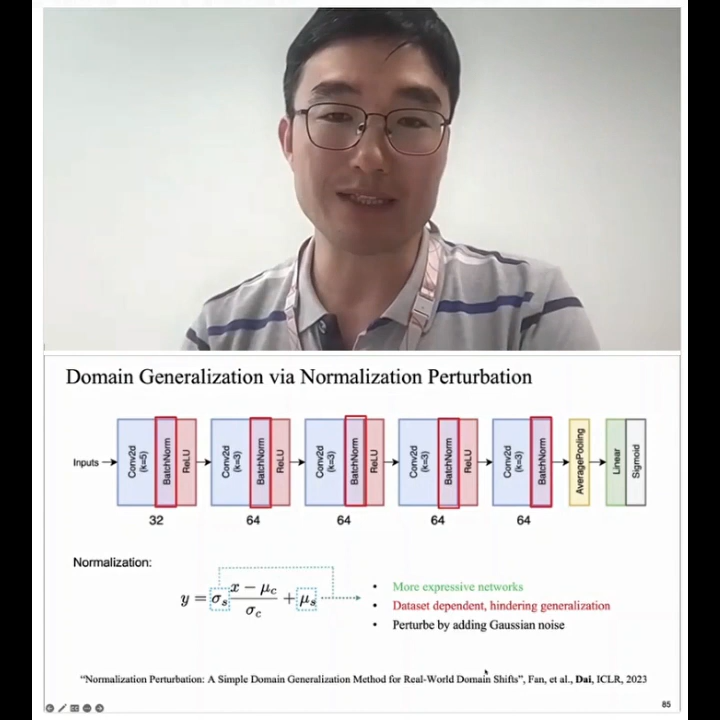 Domain Generalization via Normalization Perturbation
Inputs
Conv2d (k=5)
BatchNorm
ReLU
Conv2d (k=3)
BatchNorm
ReLU
Conv2d (k=3)
BatchNorm
ReLU
Conv2d (k=3)
BatchNorm
ReLU
Conv2d (k=3)
BatchNorm
AveragePooling
Linear
Sigmoid
32 64 64 64 64
Normalization:
y = σs (x − μc)/σc + μs
• More expressive networks
• Dataset dependent, hindering generalization
• Perturbe by adding Gaussian noise
“Normalization Perturbation: A Simple Domain Generalization Method for Real-World Domain Shifts”, Fan, et al., Dai, ICLR, 2023
85